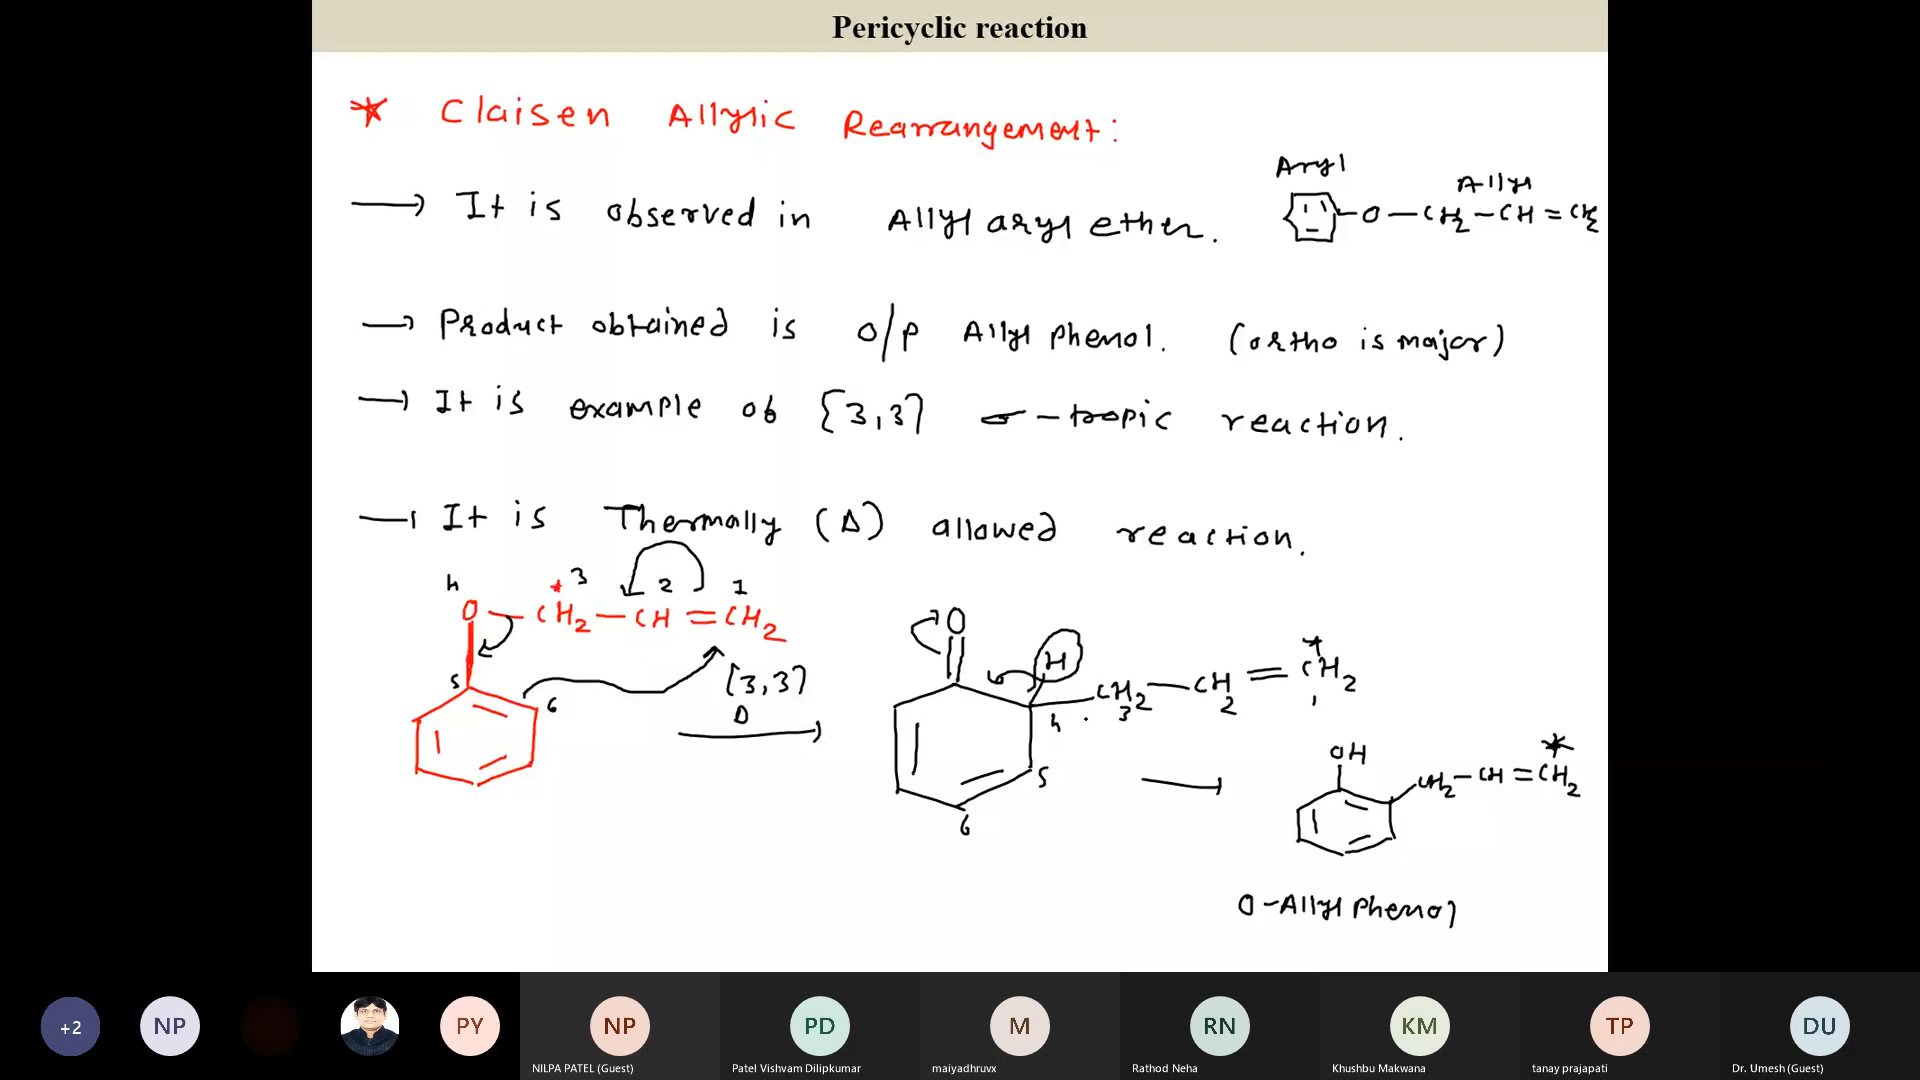 Pericyclic reaction
* Claisen Allylic Rearrangement:
→ It is observed in Allyl aryl ether.
Aryl
Allyl
-O-CH2-CH=CH2
→ Product obtained is o/p Allyl phenol. (ortho is major)
→ It is example of [3,3] σ-tropic reaction.
→ It is Thermally (Δ) allowed reaction.
4 * 3 2 1
O-CH2-CH=CH2
5
6
[3,3]
Δ
O
H
CH2-CH=CH2
*
4 3 2 1
5
6
OH
CH2-CH=CH2
*
O-Allyl Phenol
+2
NP
PY
NP
PD
M
RN
KM
TP
DU
NILPA PATEL (Guest)
Patel Vishvam Dilipkumar
maiyadhruvx
Rathod Neha
Khushbu Makwana
tanay prajapati
Dr. Umesh (Guest)